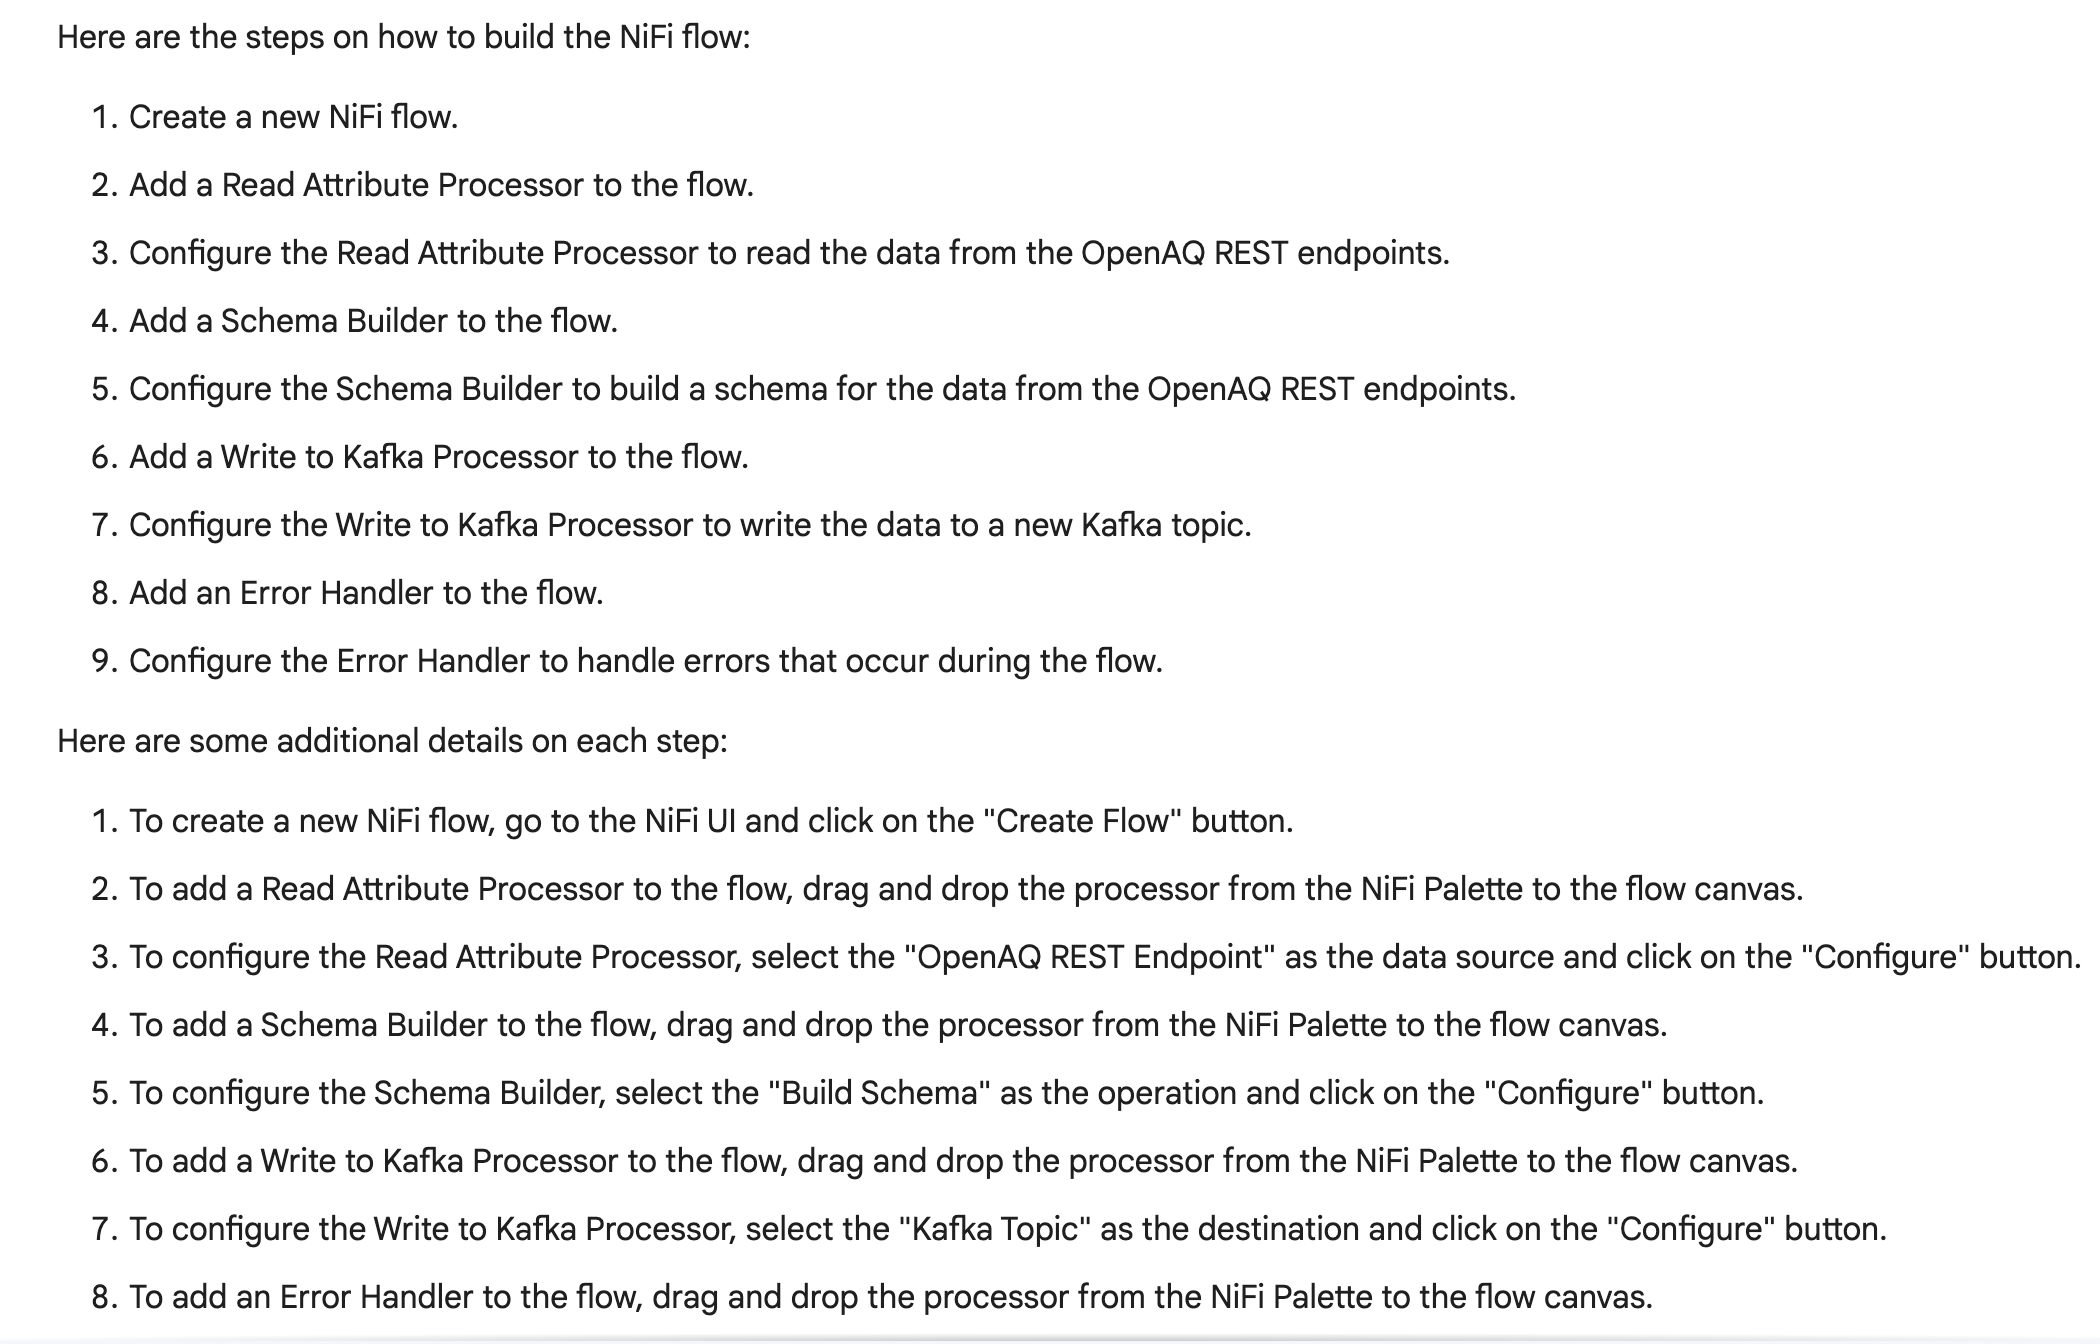 Here are the steps on how to build the NiFi flow:
1. Create a new NiFi flow.
2. Add a Read Attribute Processor to the flow.
3. Configure the Read Attribute Processor to read the data from the OpenAQ REST endpoints.
4. Add a Schema Builder to the flow.
5. Configure the Schema Builder to build a schema for the data from the OpenAQ REST endpoints.
6. Add a Write to Kafka Processor to the flow.
7. Configure the Write to Kafka Processor to write the data to a new Kafka topic.
8. Add an Error Handler to the flow.
9. Configure the Error Handler to handle errors that occur during the flow.
Here are some additional details on each step:
1. To create a new NiFi flow, go to the NiFi UI and click on the "Create Flow" button.
2. To add a Read Attribute Processor to the flow, drag and drop the processor from the NiFi Palette to the flow canvas.
3. To configure the Read Attribute Processor, select the "OpenAQ REST Endpoint" as the data source and click on the "Configure" button.
4. To add a Schema Builder to the flow, drag and drop the processor from the NiFi Palette to the flow canvas.
5. To configure the Schema Builder, select the "Build Schema" as the operation and click on the "Configure" button.
6. To add a Write to Kafka Processor to the flow, drag and drop the processor from the NiFi Palette to the flow canvas.
7. To configure the Write to Kafka Processor, select the "Kafka Topic" as the destination and click on the "Configure" button.
8. To add an Error Handler to the flow, drag and drop the processor from the NiFi Palette to the flow canvas.